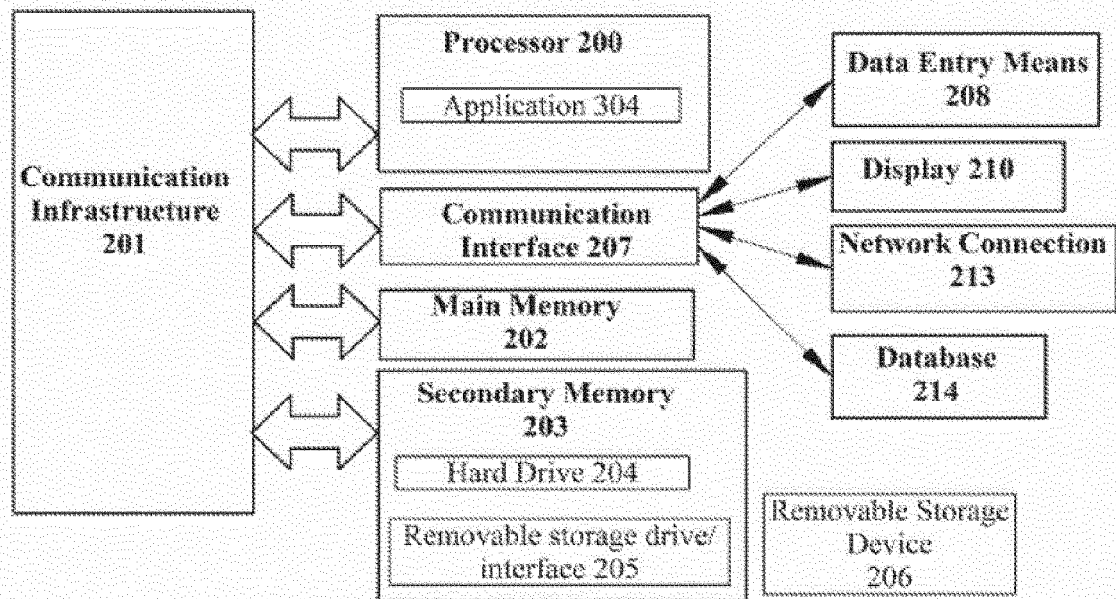 Communication
Infrastructure
201
Processor 200
Application 304
Communication
Interface 207
Main Memory
202
Secondary Memory
203
Hard Drive 204
Removable storage drive/
interface 205
Data Entry Means
208
Display 210
Network Connection
213
Database
214
Removable Storage
Device
206